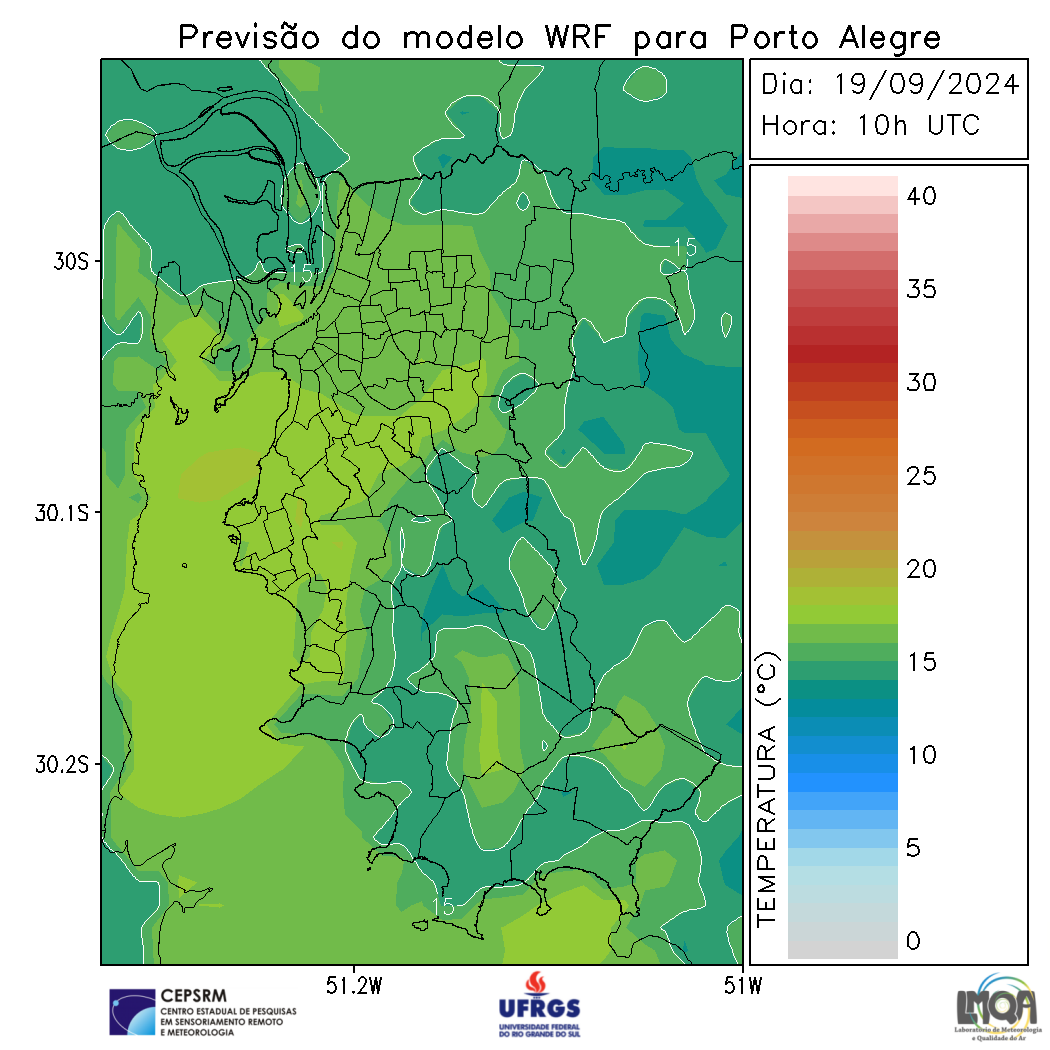 Previsão do modelo WRF para Porto Alegre
Dia: 19/09/2024
Hora: 10h UTC
40
35
30
25
20
15
10
5
0
TEMPERATURA (°C)
30S
30.1S
30.2S
51.2W
51W
15
15
15
CEPSRM
CENTRO ESTADUAL DE PESQUISAS
EM SENSORIAMENTO REMOTO
E METEOROLOGIA
UFRGS
UNIVERSIDADE FEDERAL
DO RIO GRANDE DO SUL
LMQA
Laboratório de Meteorologia
e Qualidade do Ar